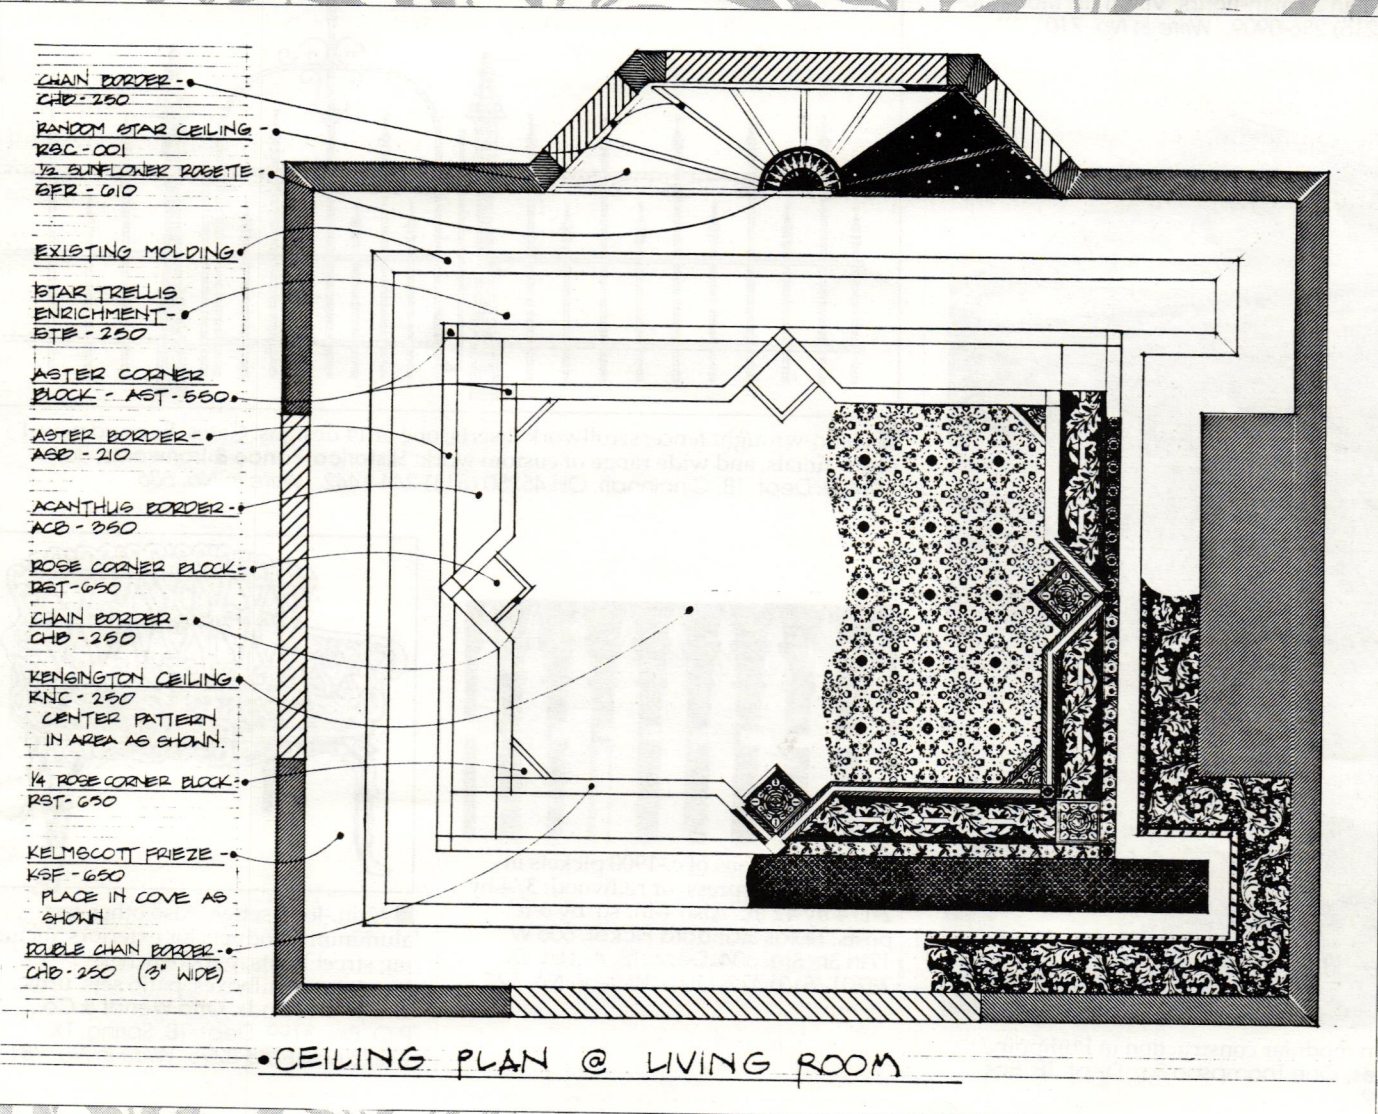 CHAIN BORDER -
CHB - 250
RANDOM STAR CEILING -
RSC - 001
1/2 SUNFLOWER ROSETTE -
SFR - 610
EXISTING MOLDING
STAR TRELLIS
ENRICHMENT -
STE - 250
ASTER CORNER
BLOCK - AST - 550
ASTER BORDER -
ASB - 210
ACANTHUS BORDER -
ACB - 350
ROSE CORNER BLOCK -
RST - 650
CHAIN BORDER -
CHB - 250
KENSINGTON CEILING
KNC - 250
CENTER PATTERN
IN AREA AS SHOWN.
1/4 ROSE CORNER BLOCK -
RST - 650
KELMSCOTT FRIEZE -
KSF - 650
PLACE IN COVE AS
SHOWN
DOUBLE CHAIN BORDER -
CHB - 250 (3" WIDE)
• CEILING PLAN @ LIVING ROOM